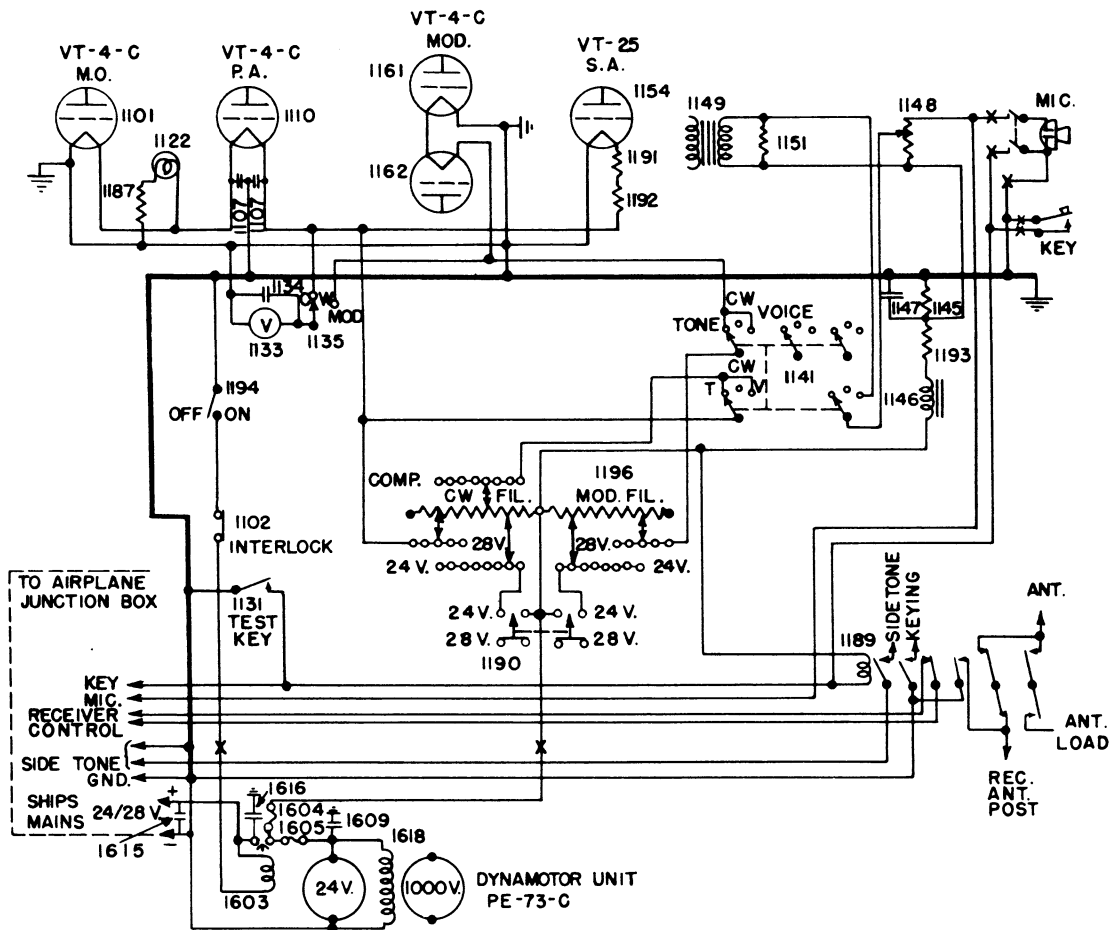 VT-4-C
M.O.
1101
VT-4-C
P.A.
1110
VT-4-C
MOD.
1161
VT-25
S.A.
1154
1149
1148
MIC.
1122
1151
1187
1107
1107
1162
1191
1192
KEY
1134
CW
MOD
V
1133
1135
CW
TONE
VOICE
1147
1145
1193
CW
T
V
1141
1146
1194
OFF
ON
COMP.
1196
CW
FIL.
MOD. FIL.
28V.
28V.
24 V.
24V.
1102
INTERLOCK
24 V.
24 V.
28 V.
28 V.
1190
TO AIRPLANE
JUNCTION BOX
1131
TEST
KEY
1189
SIDETONE
KEYING
ANT.
KEY
MIC.
RECEIVER
CONTROL
SIDE TONE
GND.
ANT.
LOAD
REC.
ANT.
POST
SHIPS
MAINS
+
24/28 V.
−
1615
1616
1604
1605
1609
1618
1603
24V.
1000V.
DYNAMOTOR UNIT
PE-73-C